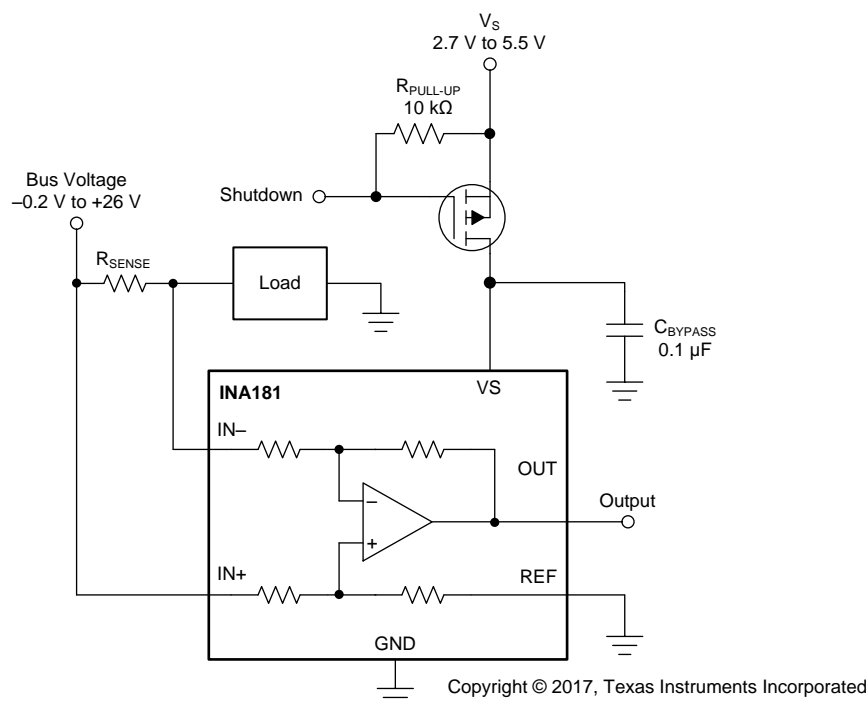 VS
2.7 V to 5.5 V
RPULL-UP
10 kΩ
Bus Voltage
–0.2 V to +26 V
Shutdown
RSENSE
Load
CBYPASS
0.1 µF
INA181
VS
IN–
OUT
–
Output
+
IN+
REF
GND
Copyright © 2017, Texas Instruments Incorporated